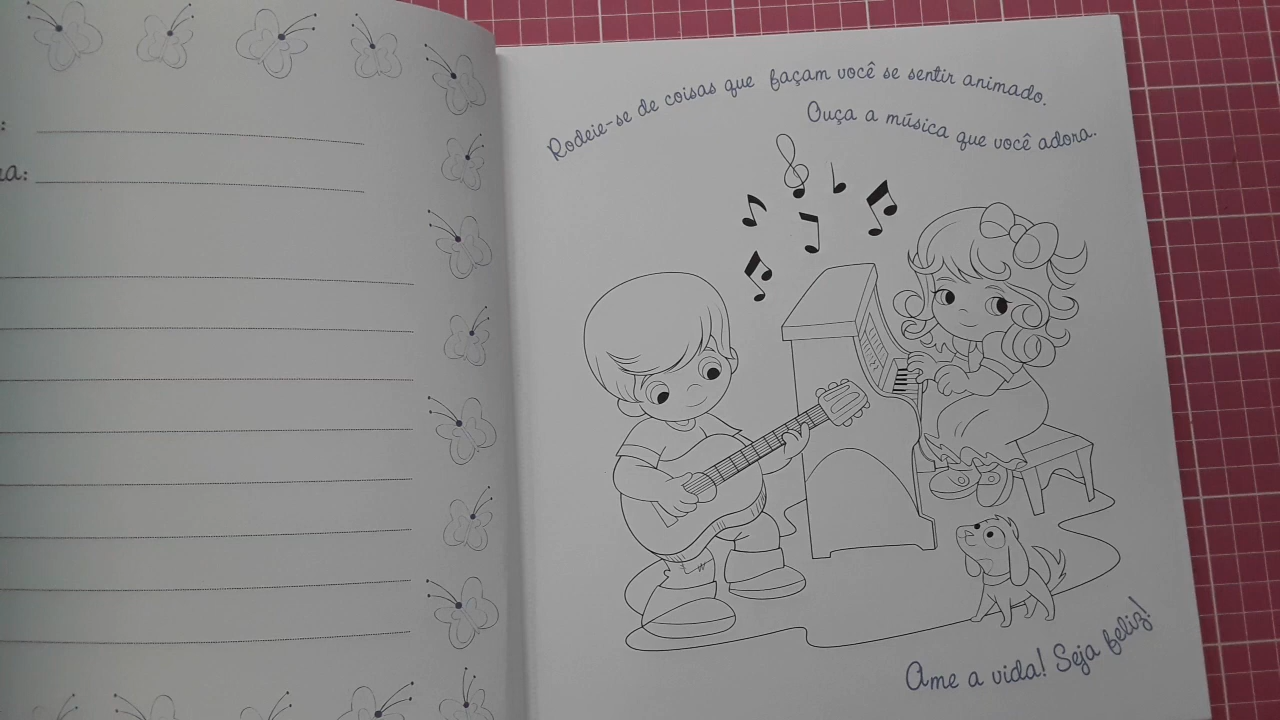 Rodeie-se de coisas que façam você se sentir animado.
Ouça a música que você adora.
Ame a vida! Seja feliz!